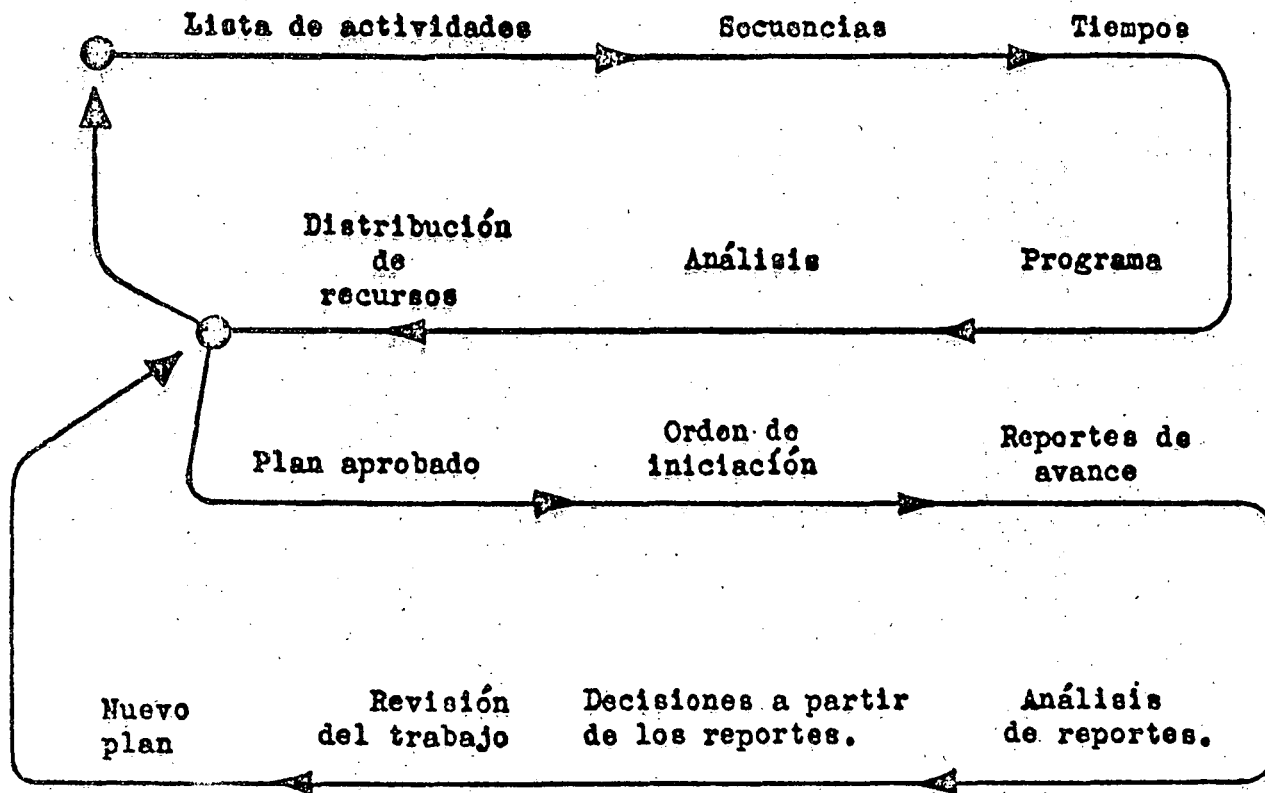 Lista de actividades
Secuencias
Tiempos
Distribución
de
recursos
Análisis
Programa
Plan aprobado
Orden de
iniciación
Reportes de
avance
Nuevo
plan
Revisión
del trabajo
Decisiones a partir
de los reportes.
Análisis
de reportes.